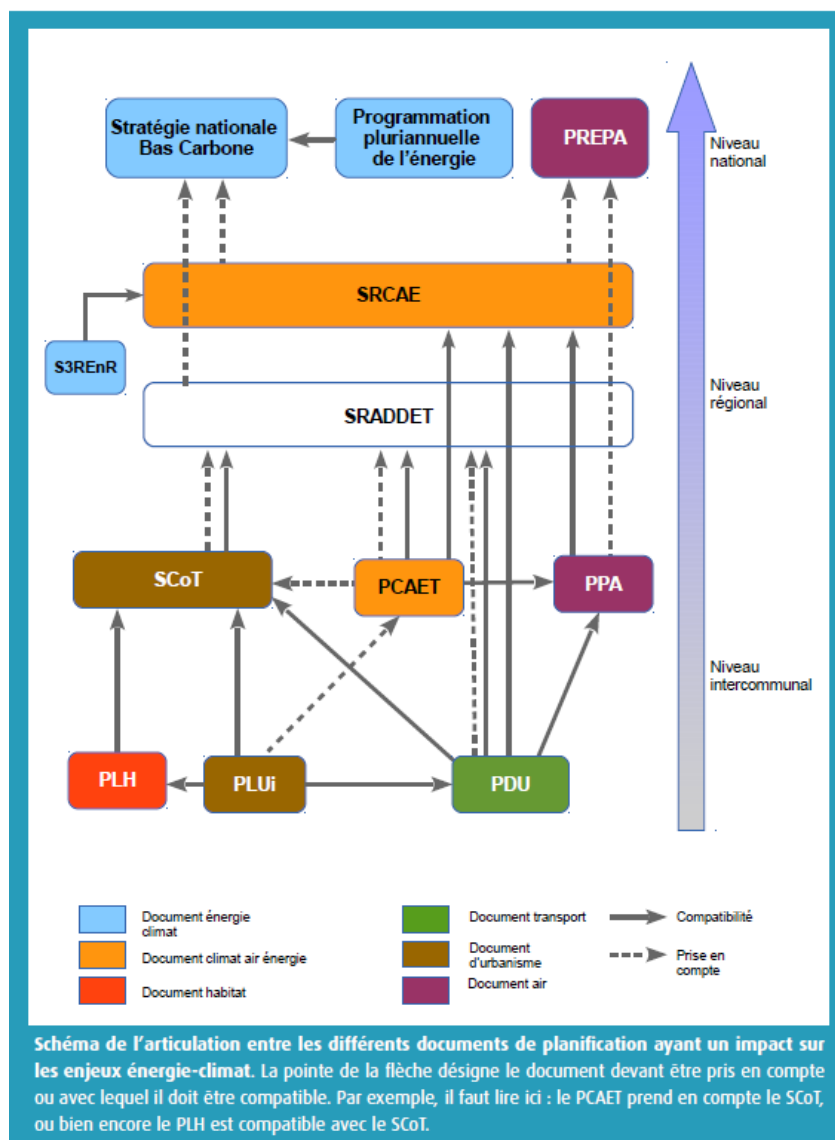 Stratégie nationale
Bas Carbone
Programmation
pluriannuelle
de l'énergie
PREPA
Niveau
national
SRCAE
S3REnR
Niveau
régional
SRADDET
SCoT
PCAET
PPA
Niveau
intercommunal
PLH
PLUi
PDU
Document énergie
climat
Document climat air énergie
Document habitat
Document transport
Document
d'urbanisme
Document air
Compatibilité
Prise en
compte
Schéma de l'articulation entre les différents documents de planification ayant un impact sur
les enjeux énergie-climat. La pointe de la flèche désigne le document devant être pris en compte
ou avec lequel il doit être compatible. Par exemple, il faut lire ici : le PCAET prend en compte le SCoT,
ou bien encore le PLH est compatible avec le SCoT.